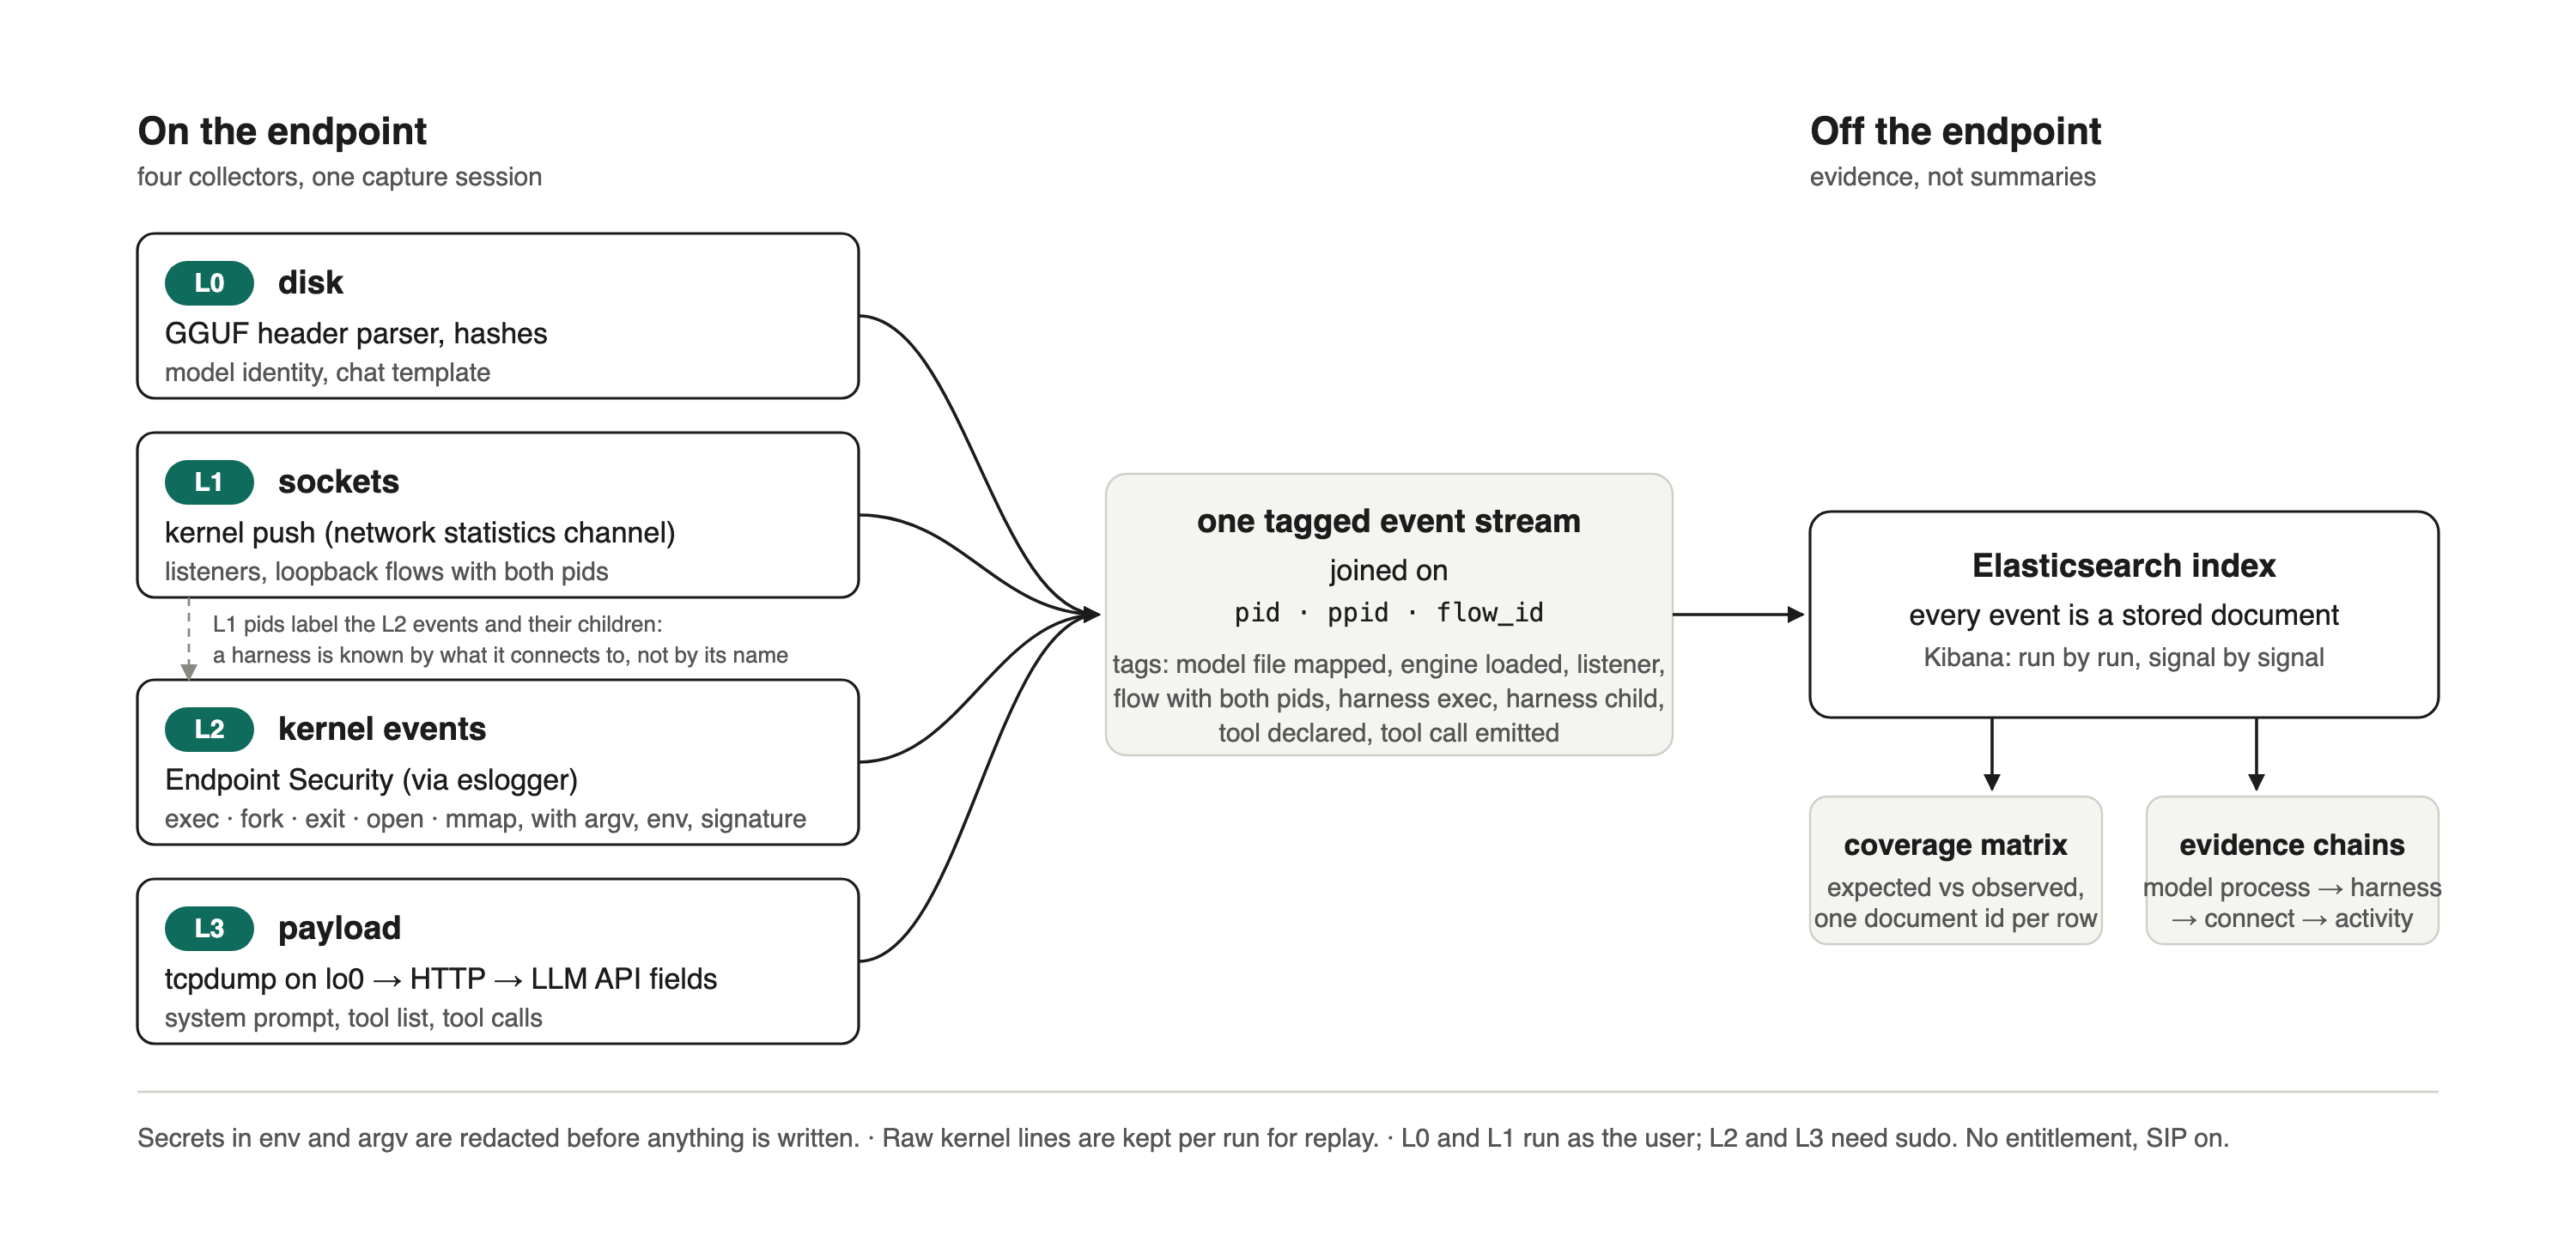 On the endpoint
four collectors, one capture session
L0 disk
GGUF header parser, hashes
model identity, chat template
L1 sockets
kernel push (network statistics channel)
listeners, loopback flows with both pids
L1 pids label the L2 events and their children:
a harness is known by what it connects to, not by its name
L2 kernel events
Endpoint Security (via eslogger)
exec · fork · exit · open · mmap, with argv, env, signature
L3 payload
tcpdump on lo0 → HTTP → LLM API fields
system prompt, tool list, tool calls
one tagged event stream
joined on
pid · ppid · flow_id
tags: model file mapped, engine loaded, listener,
flow with both pids, harness exec, harness child,
tool declared, tool call emitted
Off the endpoint
evidence, not summaries
Elasticsearch index
every event is a stored document
Kibana: run by run, signal by signal
coverage matrix
expected vs observed,
one document id per row
evidence chains
model process → harness
→ connect → activity
Secrets in env and argv are redacted before anything is written. · Raw kernel lines are kept per run for replay. · L0 and L1 run as the user; L2 and L3 need sudo. No entitlement, SIP on.